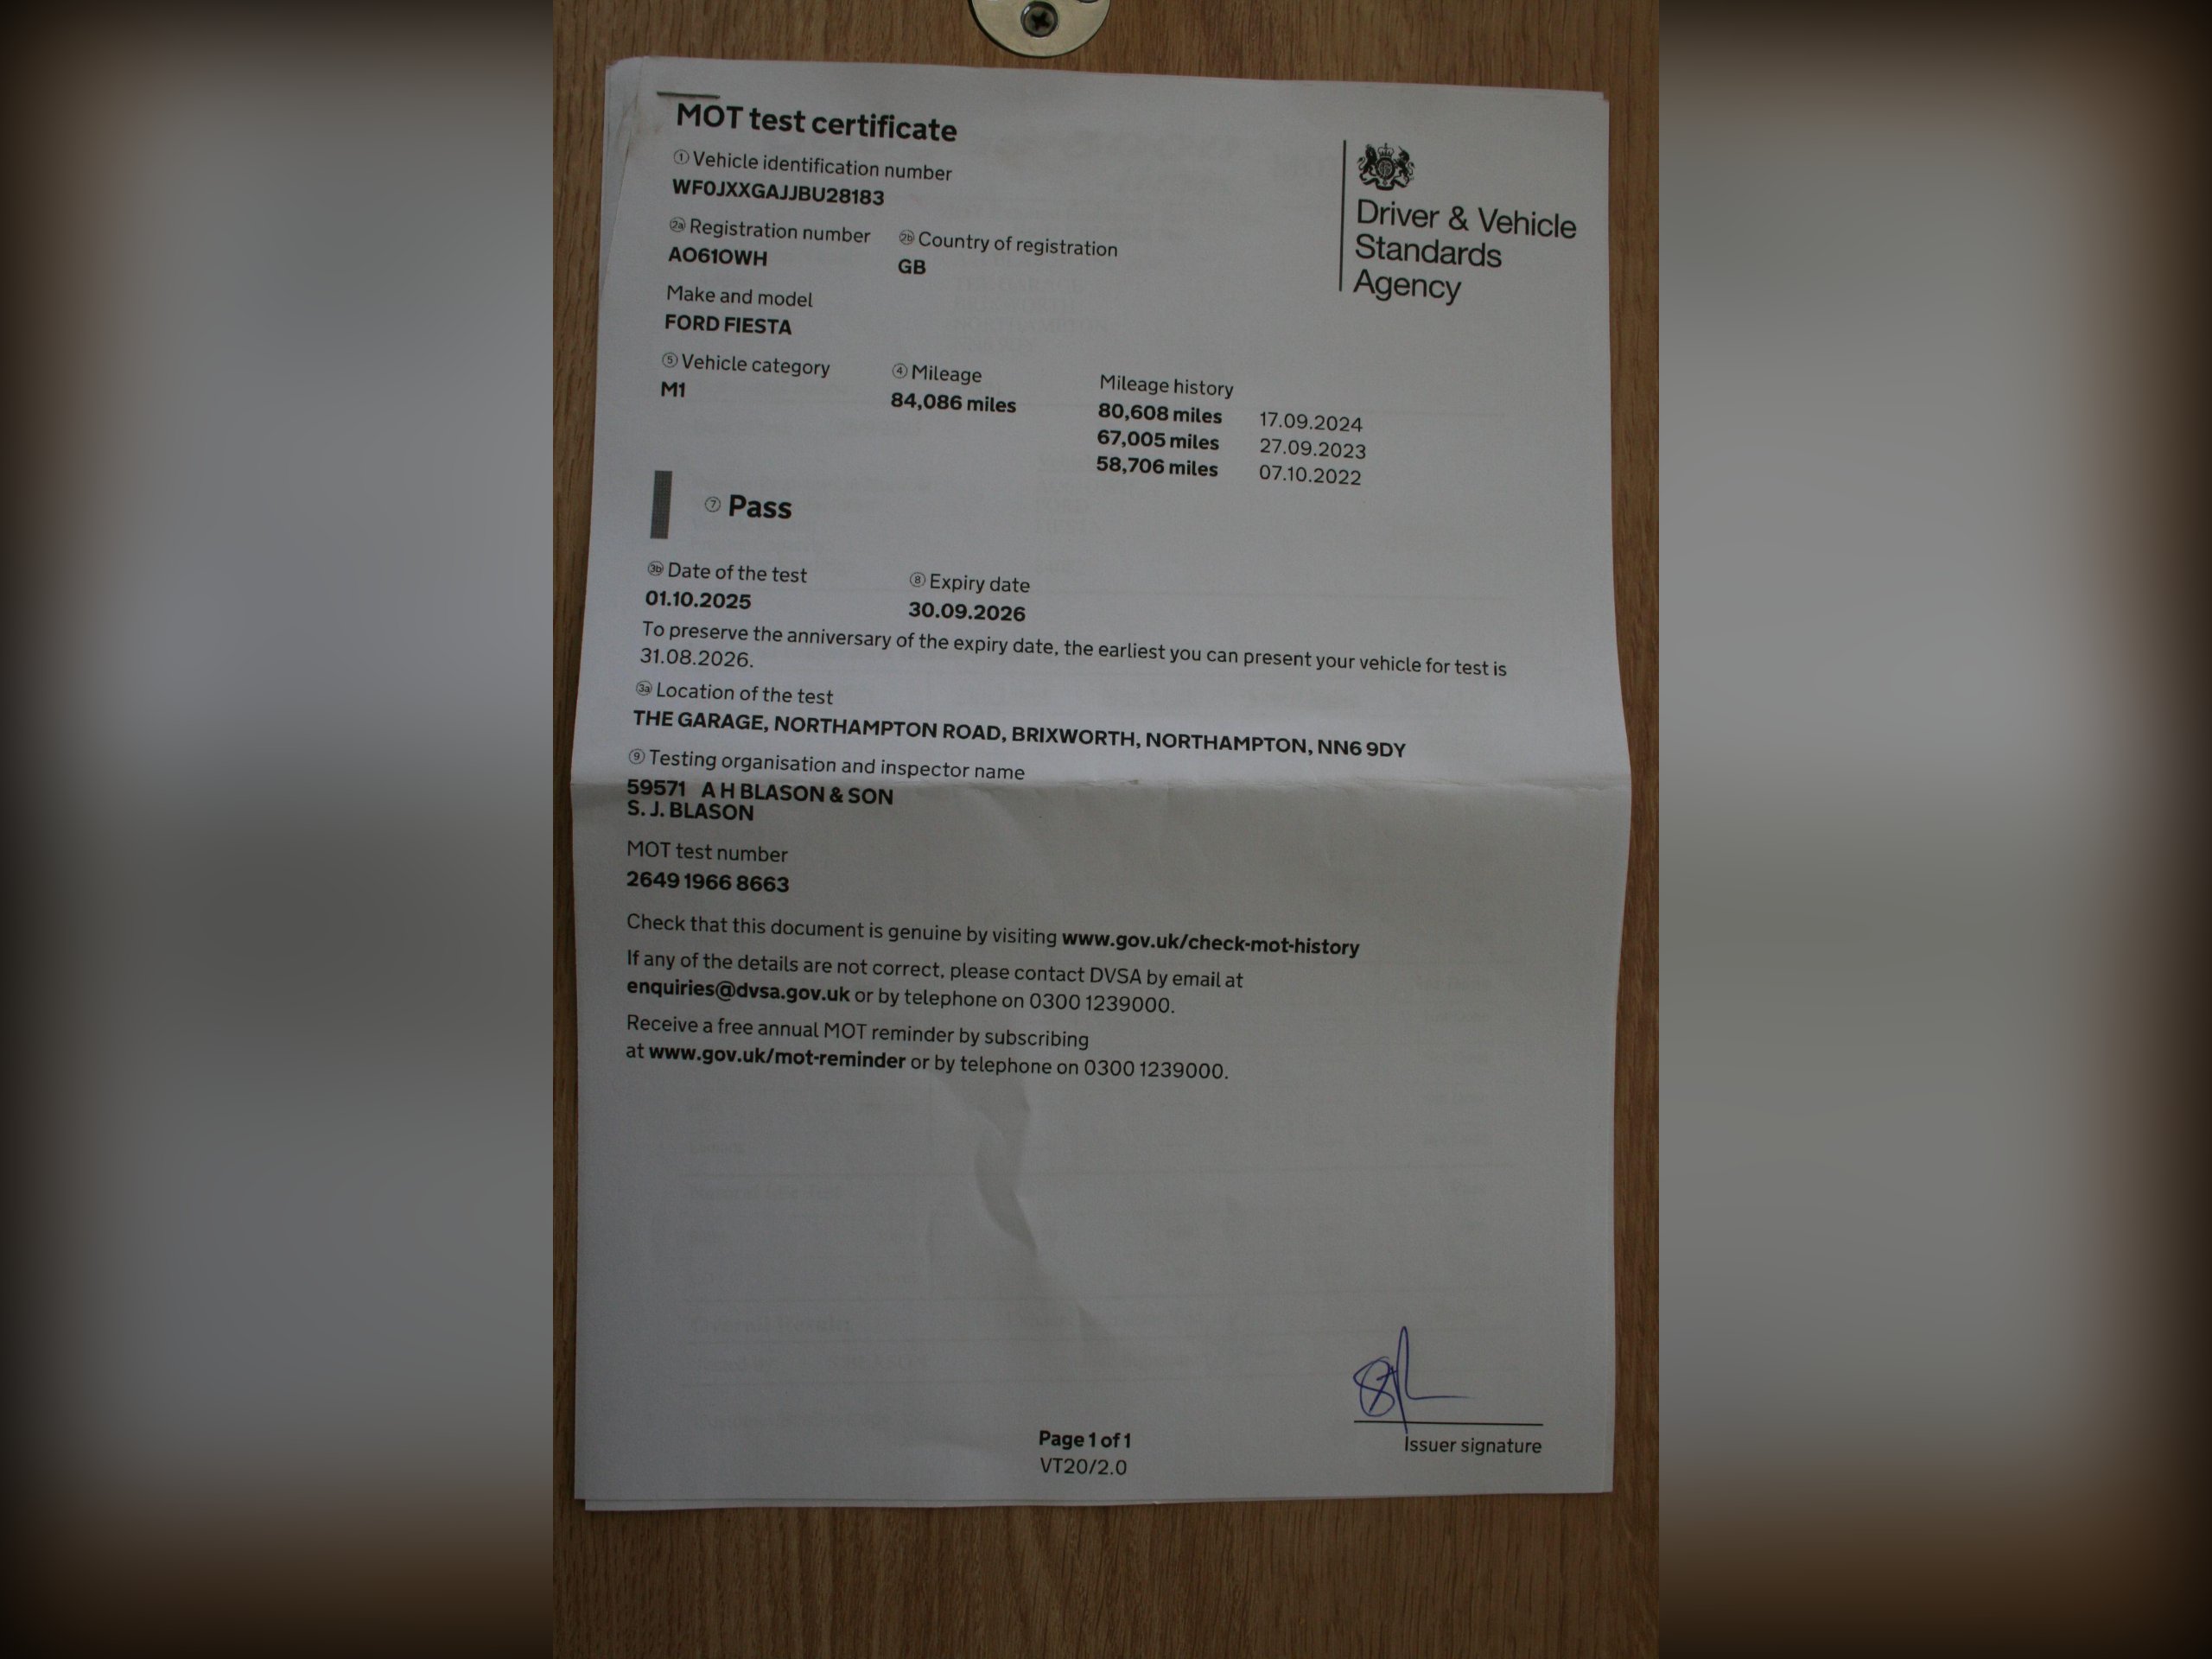 MOT test certificate
① Vehicle identification number
WF0JXXGAJJBU28183
2a Registration number
AO61OWH
2b Country of registration
GB
Make and model
FORD FIESTA
⑤ Vehicle category
M1
④ Mileage
84,086 miles
Mileage history
80,608 miles 17.09.2024
67,005 miles 27.09.2023
58,706 miles 07.10.2022
Driver & Vehicle
Standards
Agency
⑦ Pass
3b Date of the test
01.10.2025
⑧ Expiry date
30.09.2026
To preserve the anniversary of the expiry date, the earliest you can present your vehicle for test is
31.08.2026.
3a Location of the test
THE GARAGE, NORTHAMPTON ROAD, BRIXWORTH, NORTHAMPTON, NN6 9DY
⑨ Testing organisation and inspector name
59571 A H BLASON & SON
S. J. BLASON
MOT test number
2649 1966 8663
Check that this document is genuine by visiting www.gov.uk/check-mot-history
If any of the details are not correct, please contact DVSA by email at
enquiries@dvsa.gov.uk or by telephone on 0300 1239000.
Receive a free annual MOT reminder by subscribing
at www.gov.uk/mot-reminder or by telephone on 0300 1239000.
Issuer signature
Page 1 of 1
VT20/2.0